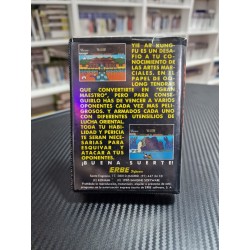 YIE AR KUNG-
FU ES UN DESA-
FIO A TU CO-
NOCIMIENTO DE
LAS ARTES MAR-
CIALES. EN EL
PAPEL DE OO-
LONG TENDRAS
QUE CONVERTIRTE EN "GRAN
MAESTRO", PERO PARA CONSE-
GUIRLO HAS DE VENCER A VARIOS
OPONENTES CADA VEZ MAS PELI-
GROSOS. Y ARMADOS CADA UNO
CON DIFERENTES UTENSILIOS DE
LUCHA ORIENTAL.
TODA TU HABILI-
DAD Y PERICIA
TE SERAN NECE-
SARIAS PARA
ESQUIVAR Y
ATACAR A TUS
OPONENTES.
¡BUENA SUERTE!
ERBE